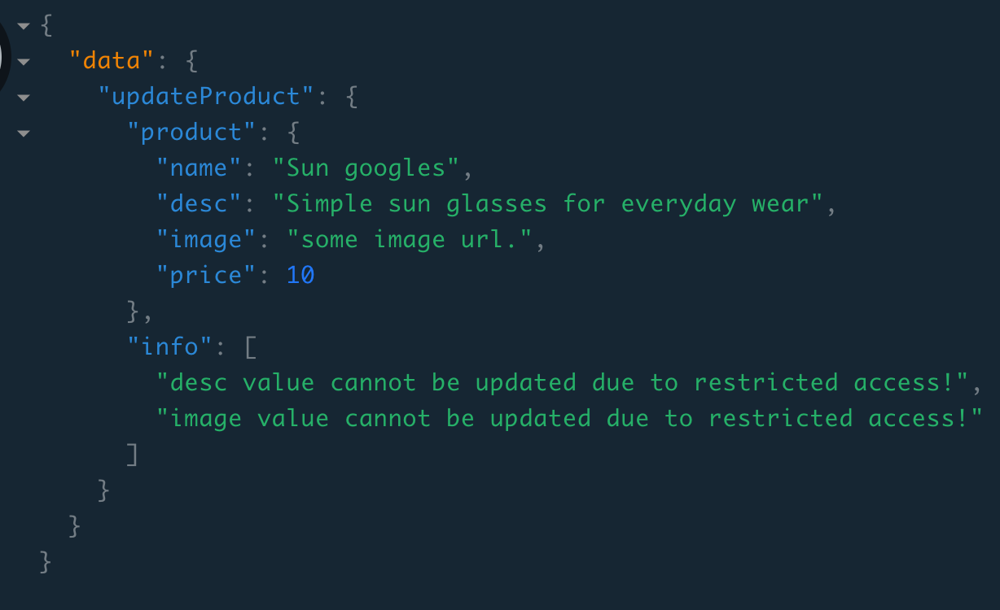 {
"data": {
"updateProduct": {
"product": {
"name": "Sun googles",
"desc": "Simple sun glasses for everyday wear",
"image": "some image url.",
"price": 10
},
"info": [
"desc value cannot be updated due to restricted access!",
"image value cannot be updated due to restricted access!"
]
}
}
}